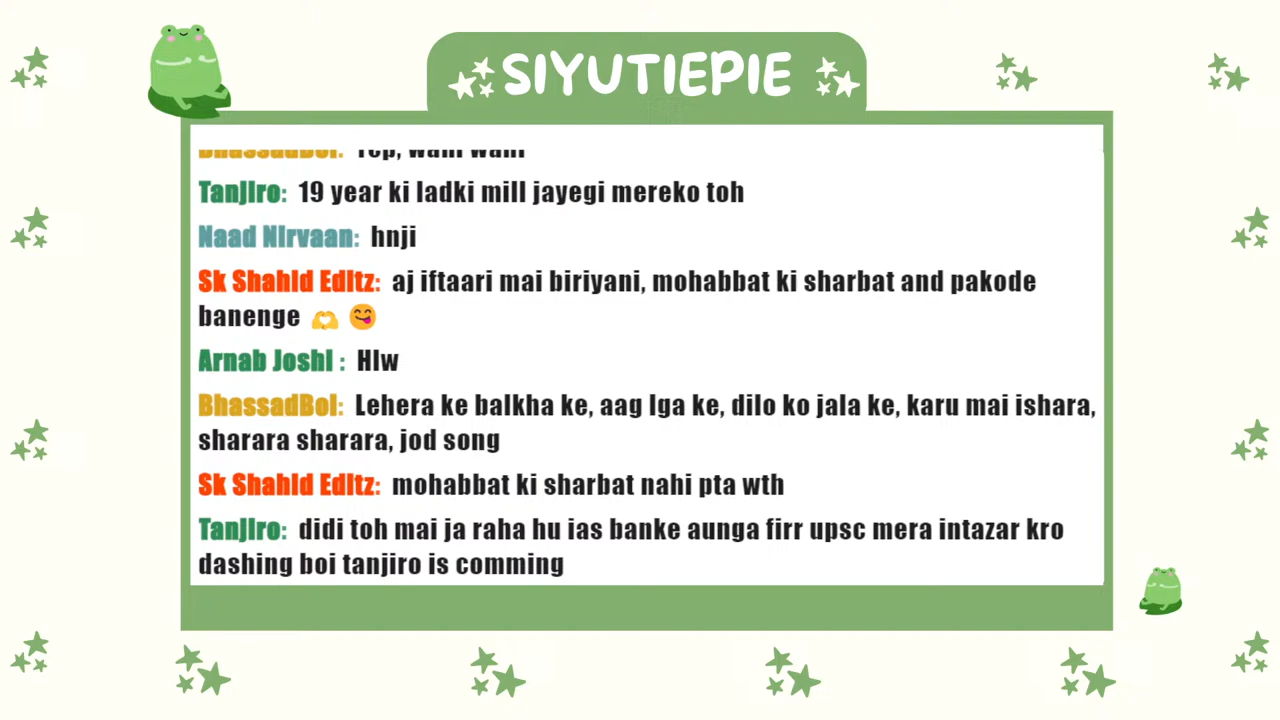 SIYUTIEPIE
BhassadBol: Yop, wahi wahi
Tanjiro: 19 year ki ladki mill jayegi mereko toh
Naad Nirvaan: hnji
Sk Shahid Editz: aj iftaari mai biriyani, mohabbat ki sharbat and pakode
banenge 🫶 😋
Arnab Joshi : Hlw
BhassadBol: Lehera ke balkha ke, aag lga ke, dilo ko jala ke, karu mai ishara,
sharara sharara, jod song
Sk Shahid Editz: mohabbat ki sharbat nahi pta wth
Tanjiro: didi toh mai ja raha hu ias banke aunga firr upsc mera intazar kro
dashing boi tanjiro is comming